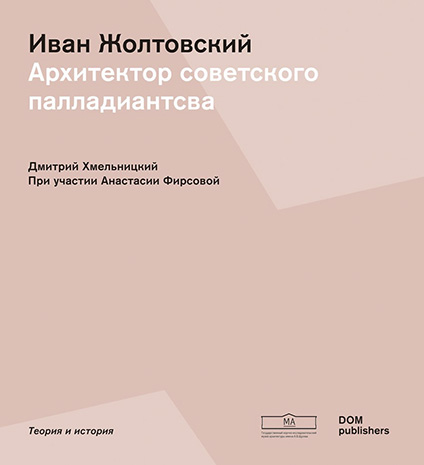 Иван Жолтовский
Архитектор советского
палладиантсва
Дмитрий Хмельницкий
При участии Анастасии Фирсовой
Теория и история
МА
DOM
publishers